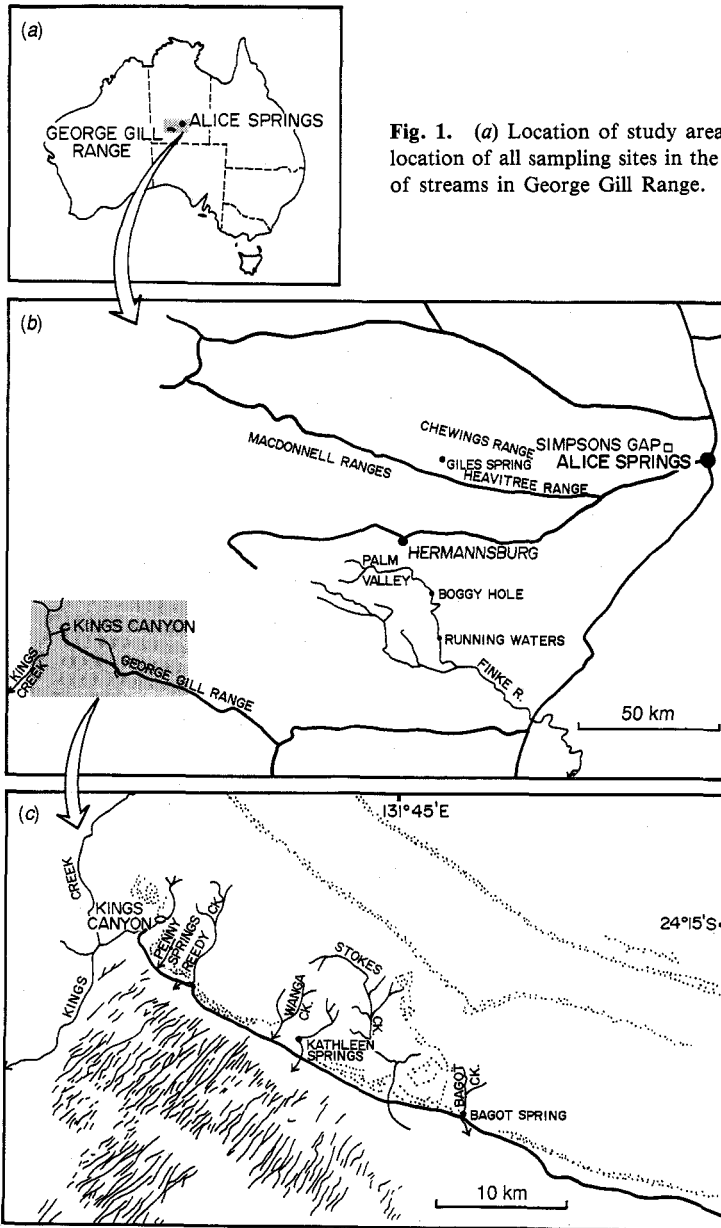 (a)
ALICE SPRINGS
GEORGE GILL
RANGE
Fig. 1. (a) Location of study area
location of all sampling sites in the
of streams in George Gill Range.
(b)
CHEWINGS RANGE
SIMPSONS GAP
MACDONNELL RANGES
GILES SPRING
ALICE SPRINGS
HEAVITREE RANGE
HERMANNSBURG
PALM
VALLEY
BOGGY HOLE
KINGS CANYON
RUNNING WATERS
KINGS
CREEK
GEORGE GILL RANGE
FINKE R.
50 km
(c)
131°45'E
CREEK
KINGS
CANYON
24°15'S
PENNY
SPRINGS
REEDY CK.
STOKES
CK.
WANGA
CK.
KINGS
KATHLEEN
SPRINGS
BAGOT
CK.
BAGOT SPRING
10 km